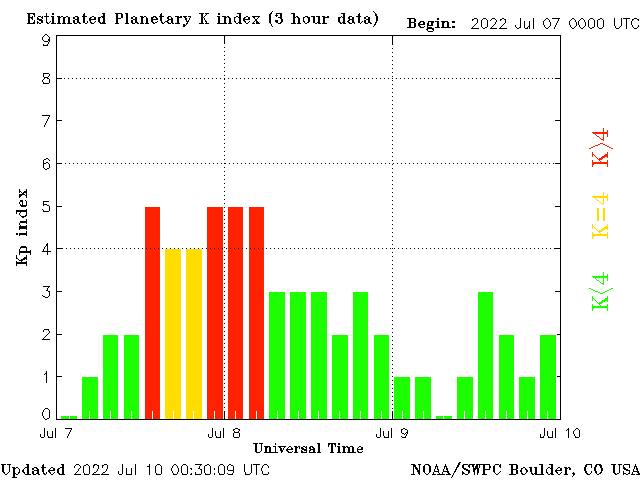 Estimated Planetary K index (3 hour data) Begin: 2022 Jul 07 0000 UTC
9
8
7
6
5
4
3
2
1
0
Kp index
K>4
K=4
K<4
Jul 7 Jul 8 Jul 9 Jul 10
Universal Time
Updated 2022 Jul 10 00:30:09 UTC NOAA/SWPC Boulder, CO USA